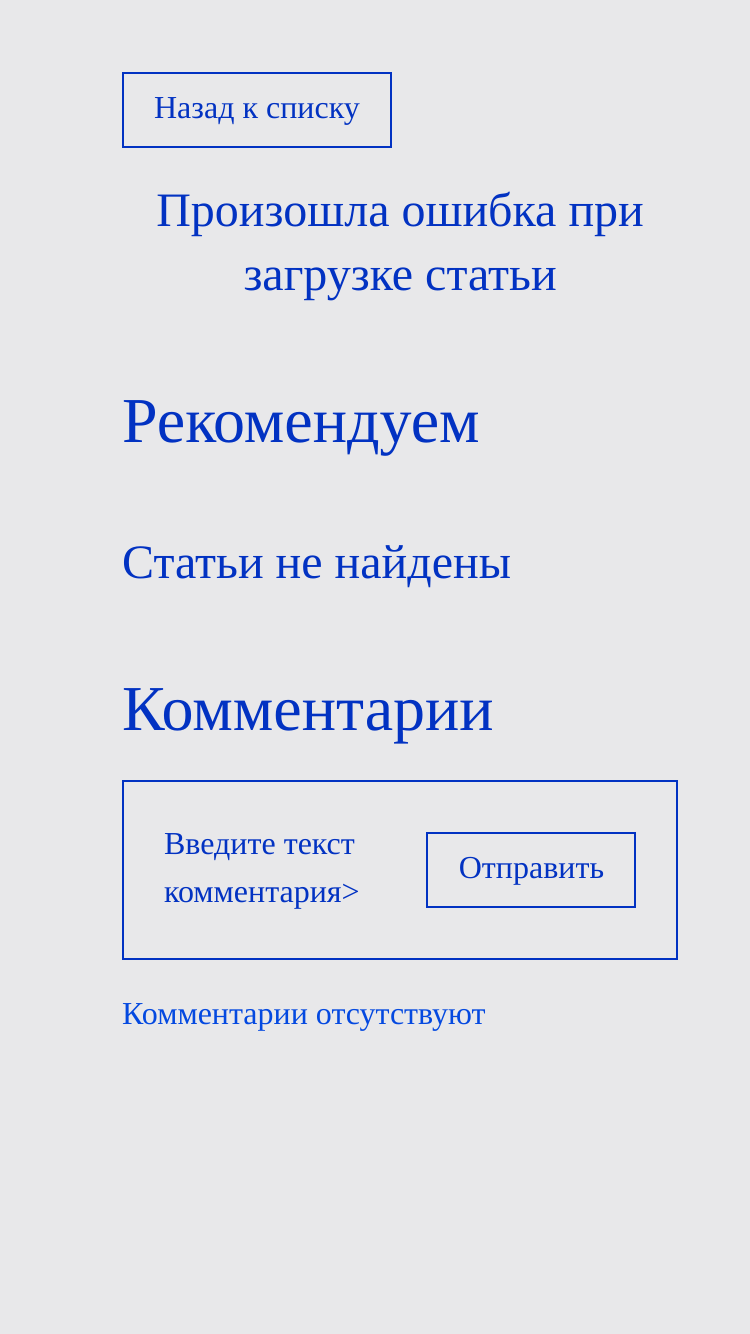 Назад к списку
Произошла ошибка при
загрузке статьи
Рекомендуем
Статьи не найдены
Комментарии
Введите текст
комментария>
Отправить
Комментарии отсутствуют